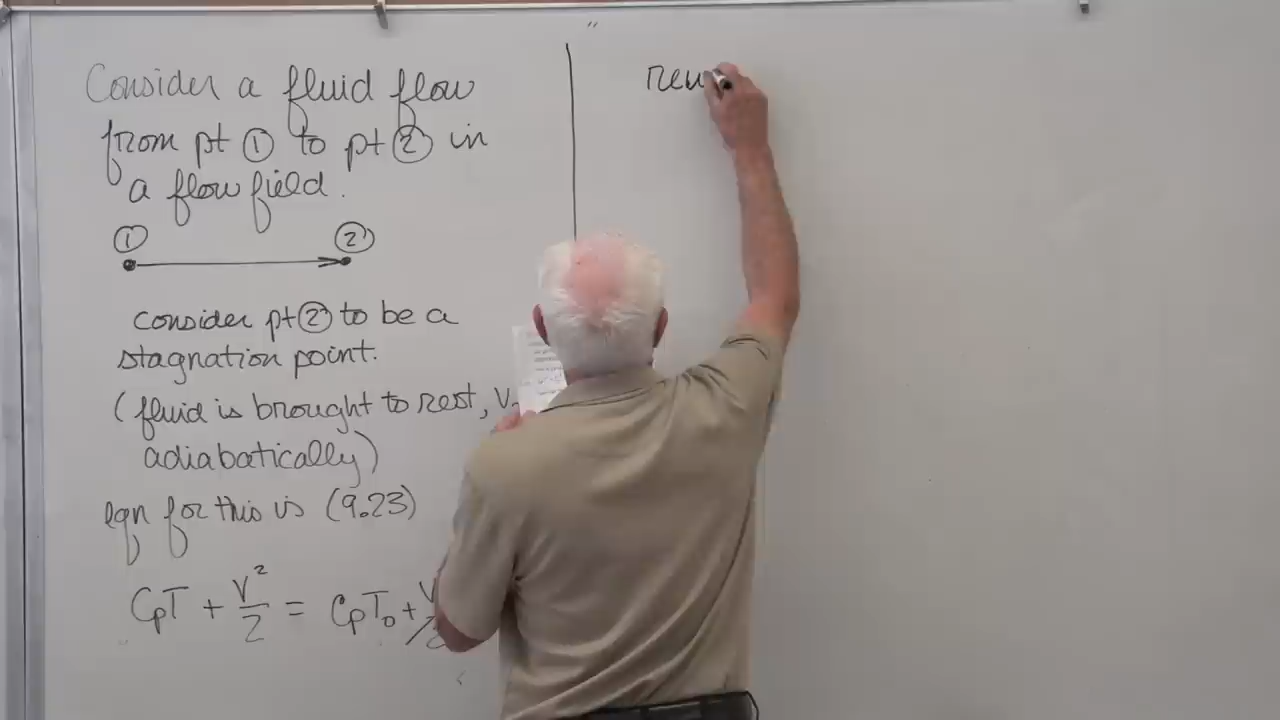 Consider a fluid flow
from pt ① to pt ② in
a flow field.
① ②
consider pt ② to be a
stagnation point.
(fluid is brought to rest, V
adiabatically)
eqn for this is (9.23)
CpT + V²/2 = CpT₀ + V